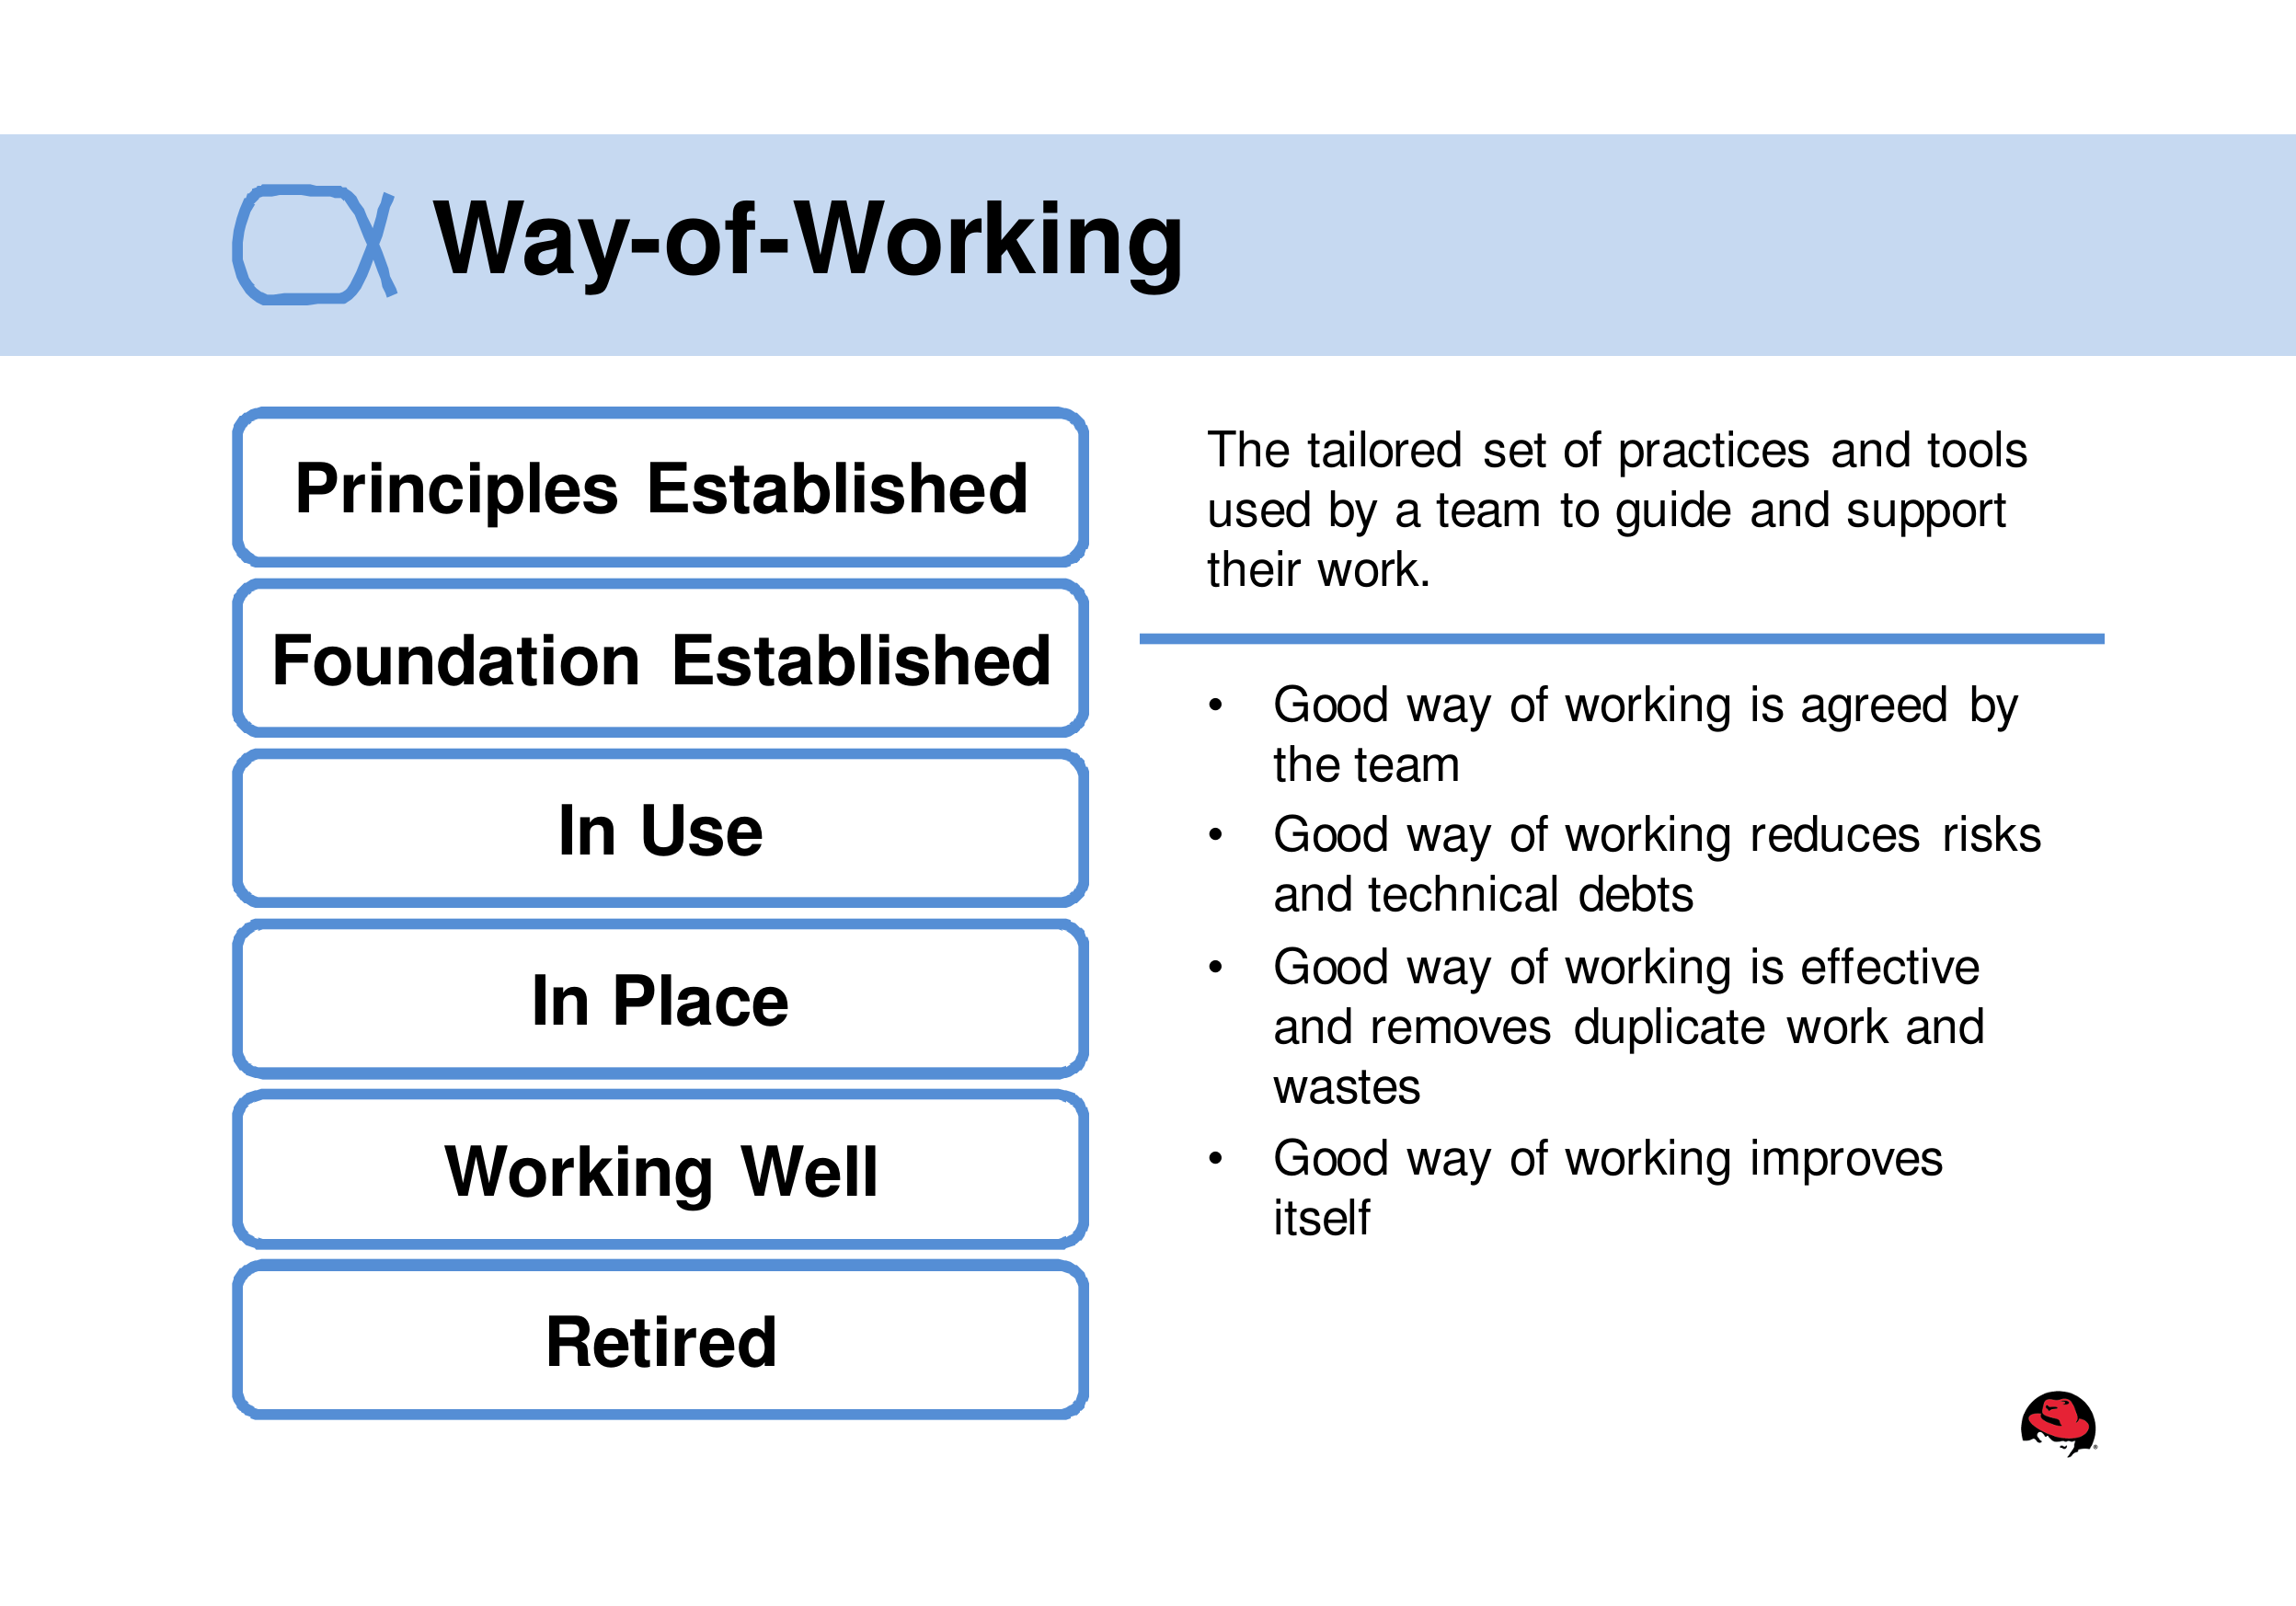 Way-of-Working
Principles Established
Foundation Established
In Use
In Place
Working Well
Retired
The tailored set of practices and tools
used by a team to guide and support
their work.
• Good way of working is agreed by
the team
• Good way of working reduces risks
and technical debts
• Good way of working is effective
and removes duplicate work and
wastes
• Good way of working improves
itself
®